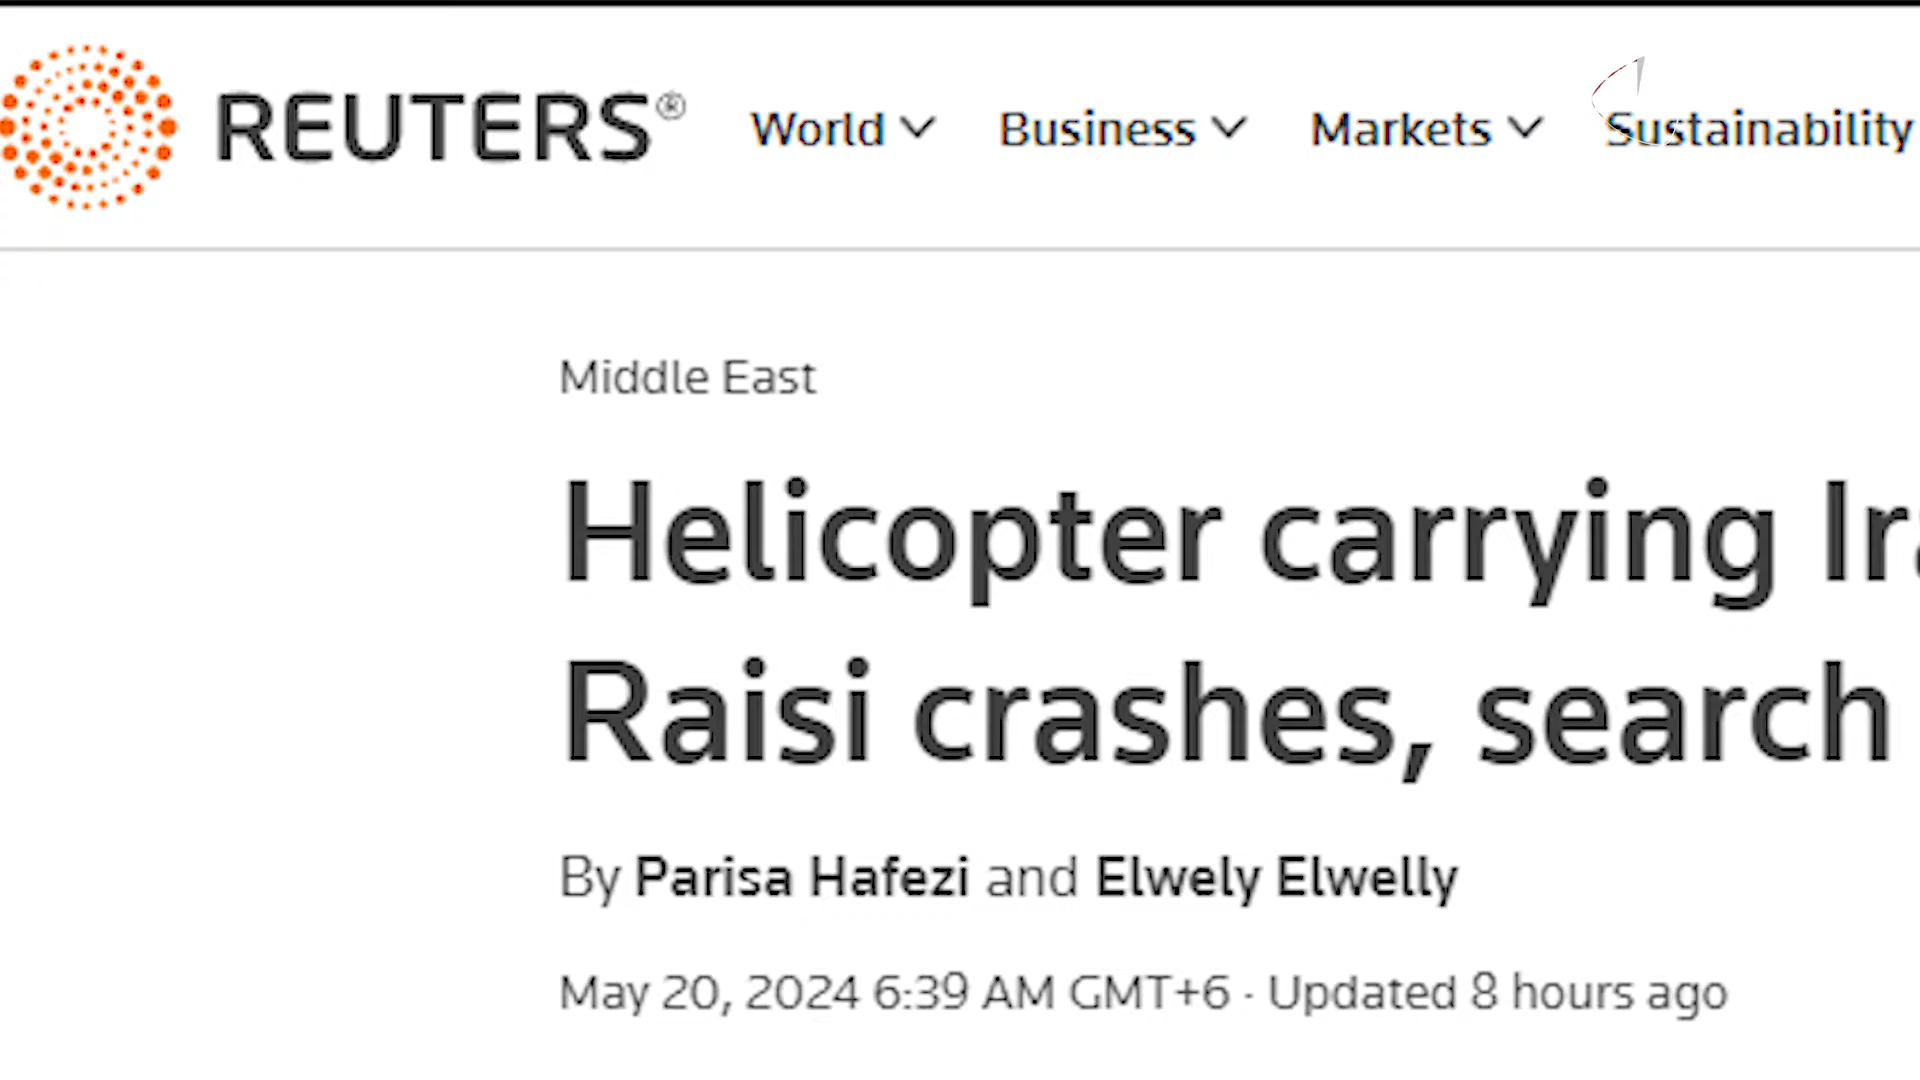 REUTERS®
World Business Markets Sustainability
Middle East
Helicopter carrying
Raisi crashes, search
By Parisa Hafezi and Elwely Elwelly
May 20, 2024 6:39 AM GMT+6 · Updated 8 hours ago